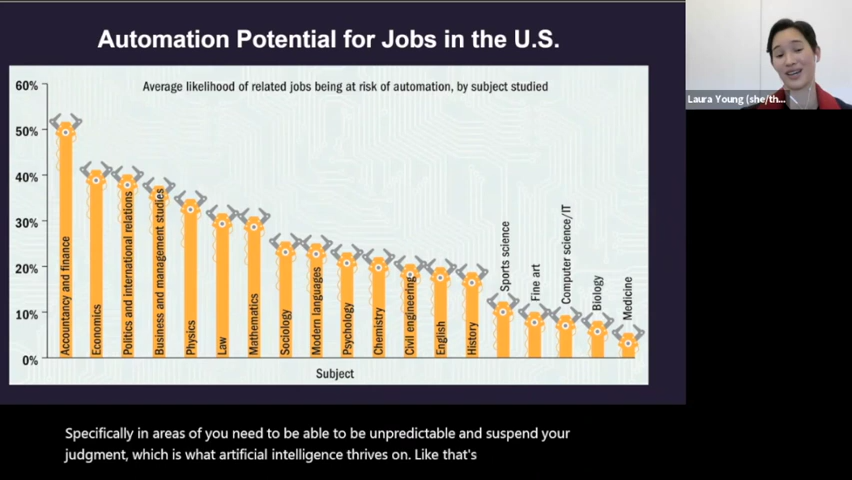 Automation Potential for Jobs in the U.S.
Average likelihood of related jobs being at risk of automation, by subject studied
60%
50%
40%
30%
20%
10%
0%
Accountancy and finance
Economics
Politics and international relations
Business and management studies
Physics
Law
Mathematics
Sociology
Modern languages
Psychology
Chemistry
Civil engineering
English
History
Sports science
Fine art
Computer science/IT
Biology
Medicine
Subject
Laura Young (she/th...
Specifically in areas of you need to be able to be unpredictable and suspend your
judgment, which is what artificial intelligence thrives on. Like that's